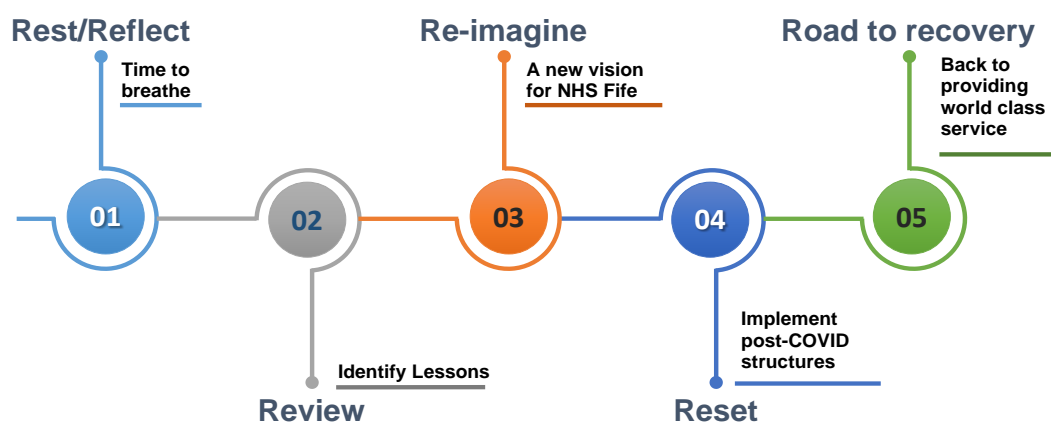 Rest/Reflect
Time to
breathe
01
02
Identify Lessons
Review
Re-imagine
A new vision
for NHS Fife
03
04
Implement
post-COVID
structures
Reset
Road to recovery
Back to
providing
world class
service
05